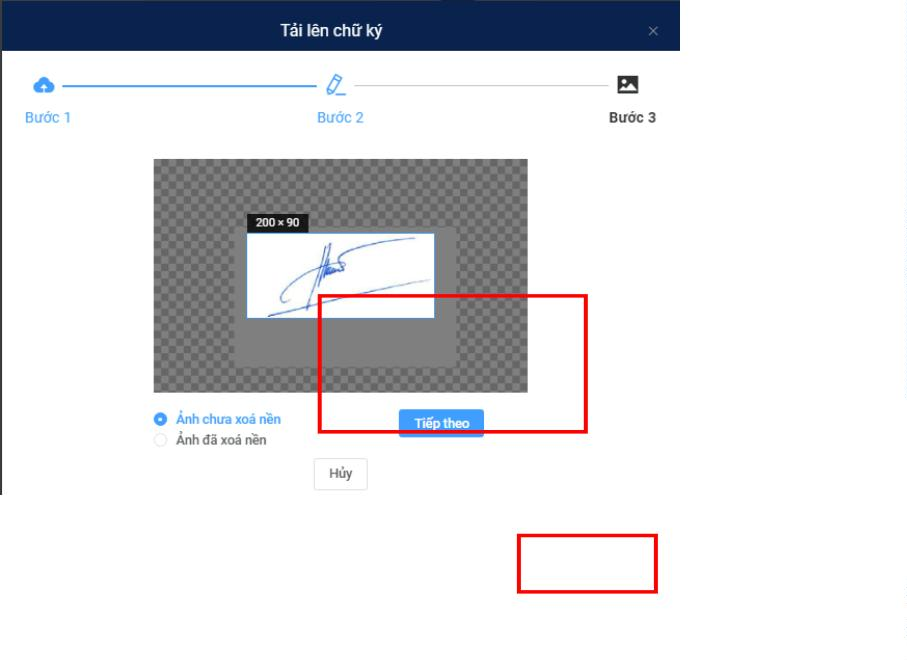 Tải lên chữ ký
Bước 1
Bước 2
Bước 3
200 × 90
Ảnh chưa xoá nền
Ảnh đã xoá nền
Tiếp theo
Hủy